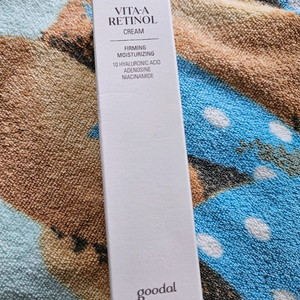 VITA-A
RETINOL
CREAM
FIRMING
MOISTURIZING
10 HYALURONIC ACID
ADENOSINE
NIACINAMIDE
goodal